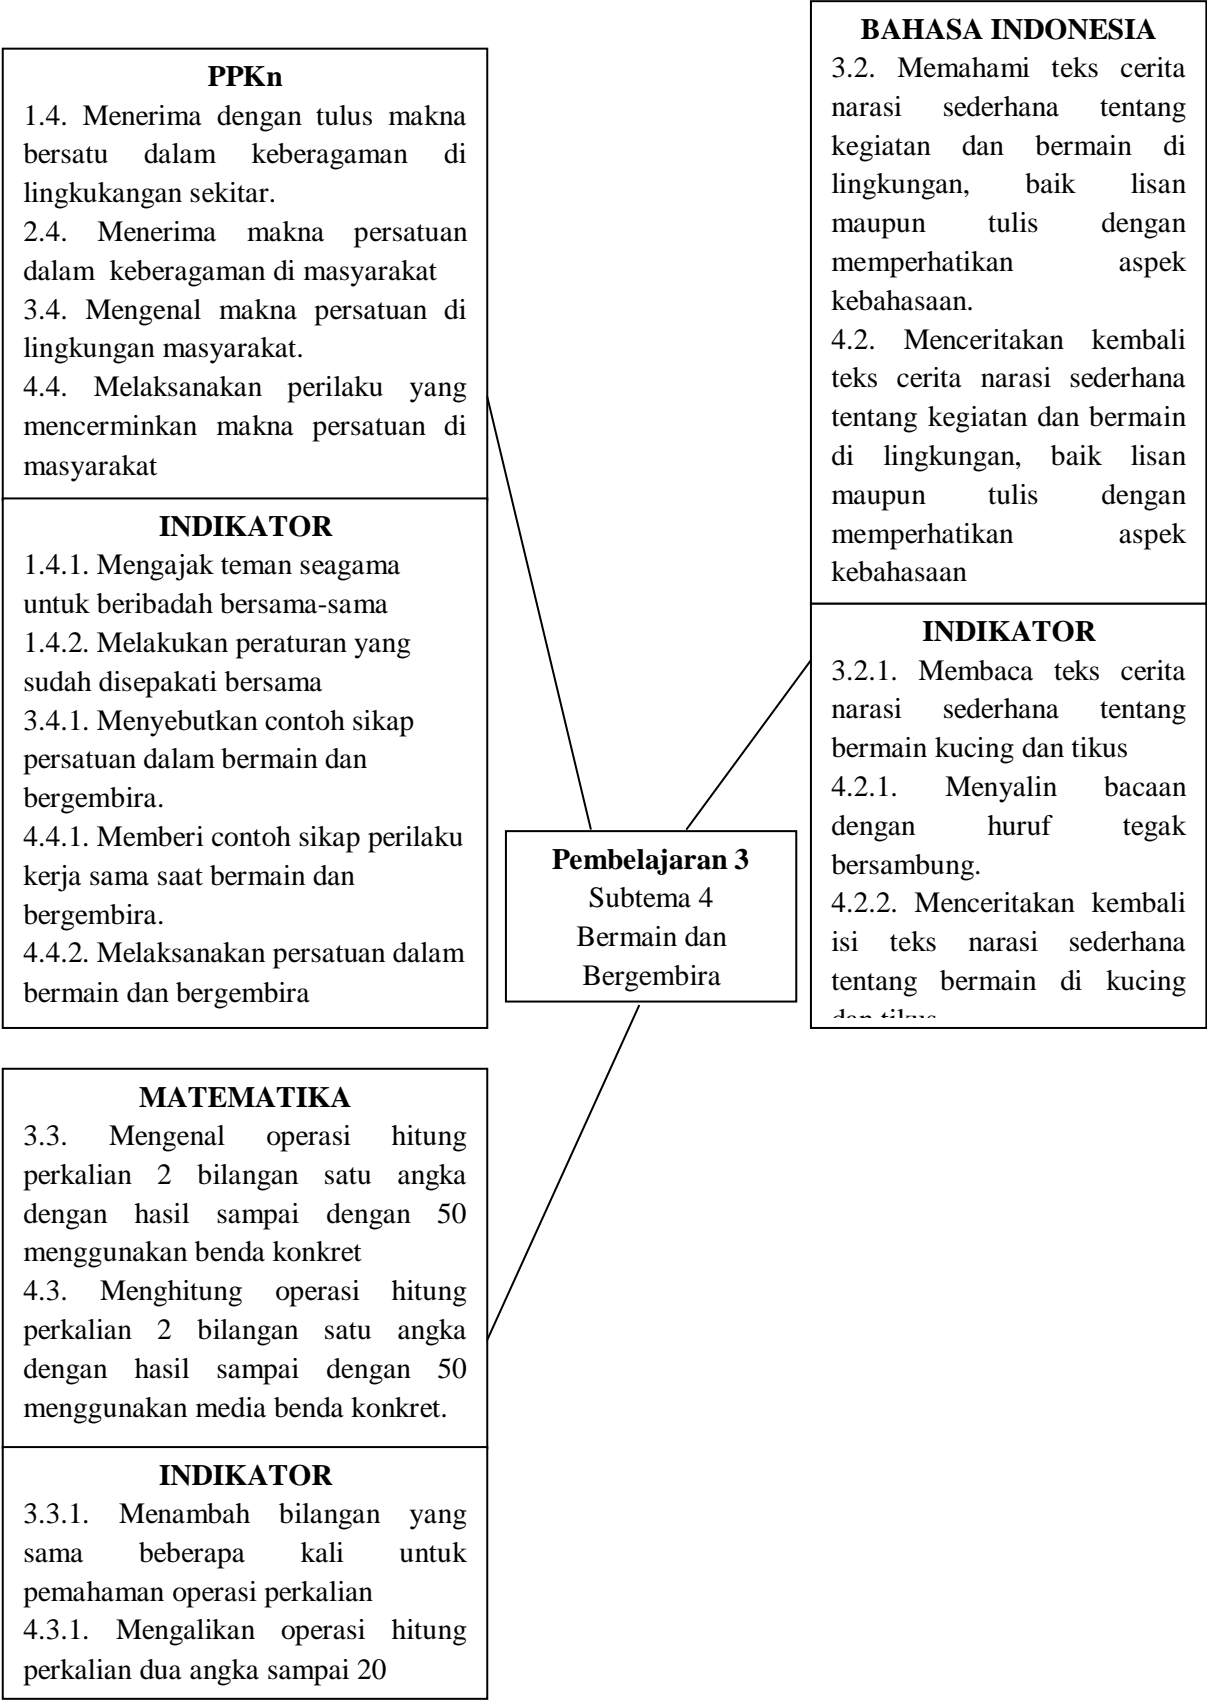 PPKn
1.4. Menerima dengan tulus makna
bersatu dalam keberagaman di
lingkukangan sekitar.
2.4. Menerima makna persatuan
dalam keberagaman di masyarakat
3.4. Mengenal makna persatuan di
lingkungan masyarakat.
4.4. Melaksanakan perilaku yang
mencerminkan makna persatuan di
masyarakat
INDIKATOR
1.4.1. Mengajak teman seagama
untuk beribadah bersama-sama
1.4.2. Melakukan peraturan yang
sudah disepakati bersama
3.4.1. Menyebutkan contoh sikap
persatuan dalam bermain dan
bergembira.
4.4.1. Memberi contoh sikap perilaku
kerja sama saat bermain dan
bergembira.
4.4.2. Melaksanakan persatuan dalam
bermain dan bergembira
BAHASA INDONESIA
3.2. Memahami teks cerita
narasi sederhana tentang
kegiatan dan bermain di
lingkungan, baik lisan
maupun tulis dengan
memperhatikan aspek
kebahasaan.
4.2. Menceritakan kembali
teks cerita narasi sederhana
tentang kegiatan dan bermain
di lingkungan, baik lisan
maupun tulis dengan
memperhatikan aspek
kebahasaan
INDIKATOR
3.2.1. Membaca teks cerita
narasi sederhana tentang
bermain kucing dan tikus
4.2.1. Menyalin bacaan
dengan huruf tegak
bersambung.
4.2.2. Menceritakan kembali
isi teks narasi sederhana
tentang bermain di kucing
dan tikus
Pembelajaran 3
Subtema 4
Bermain dan
Bergembira
MATEMATIKA
3.3. Mengenal operasi hitung
perkalian 2 bilangan satu angka
dengan hasil sampai dengan 50
menggunakan benda konkret
4.3. Menghitung operasi hitung
perkalian 2 bilangan satu angka
dengan hasil sampai dengan 50
menggunakan media benda konkret.
INDIKATOR
3.3.1. Menambah bilangan yang
sama beberapa kali untuk
pemahaman operasi perkalian
4.3.1. Mengalikan operasi hitung
perkalian dua angka sampai 20